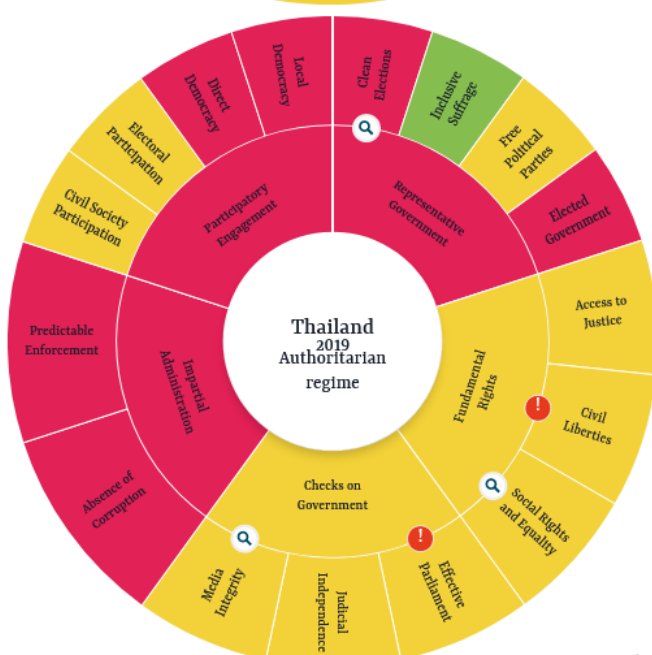 Thailand
2019
Authoritarian
regime
Representative
Government
Fundamental
Rights
Checks on
Government
Impartial
Administration
Participatory
Engagement
Clean
Elections
Inclusive
Suffrage
Free
Political
Parties
Elected
Government
Access to
Justice
Civil
Liberties
!
Social Rights
and Equality
Effective
Parliament
!
Judicial
Independence
Media
Integrity
Absence of
Corruption
Predictable
Enforcement
Civil Society
Participation
Electoral
Participation
Direct
Democracy
Local
Democracy